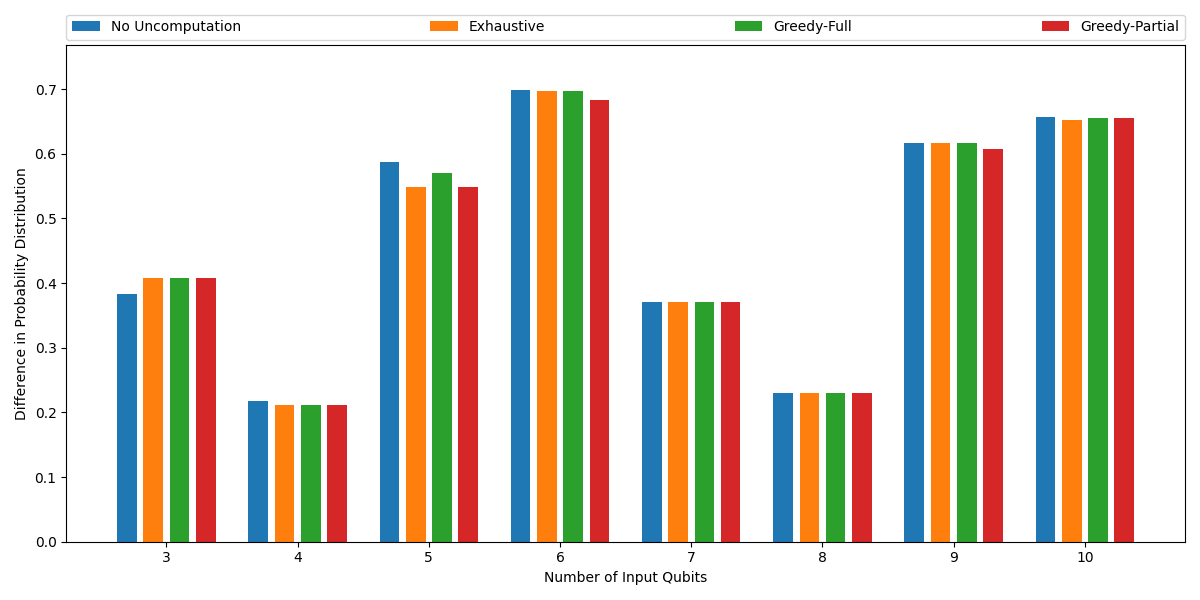 No Uncomputation Exhaustive Greedy-Full Greedy-Partial
Difference in Probability Distribution
0.7
0.6
0.5
0.4
0.3
0.2
0.1
0.0
3 4 5 6 7 8 9 10
Number of Input Qubits